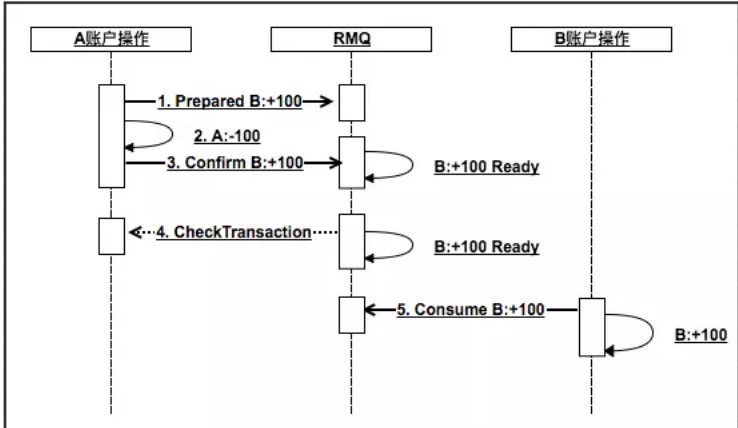 A账户操作
RMQ
B账户操作
1. Prepared B:+100
2. A:-100
3. Confirm B:+100
B:+100 Ready
4. CheckTransaction
B:+100 Ready
5. Consume B:+100
B:+100